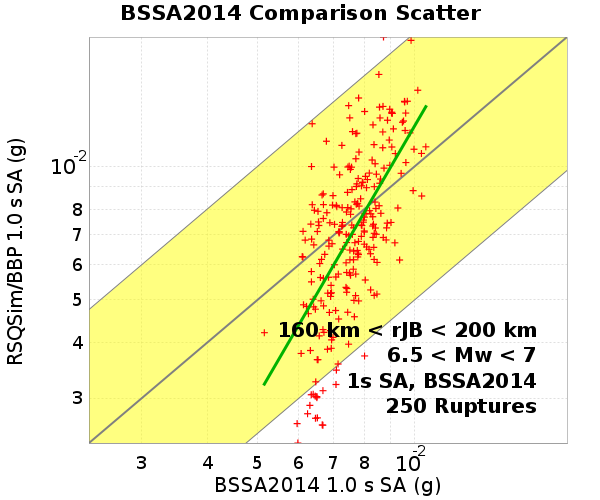 BSSA2014 Comparison Scatter
RSQSim/BBP 1.0 s SA (g)
10-2
8
7
6
5
4
3
160 km < rJB < 200 km
6.5 < Mw < 7
1s SA, BSSA2014
250 Ruptures
3 4 5 6 7 8 10-2
BSSA2014 1.0 s SA (g)